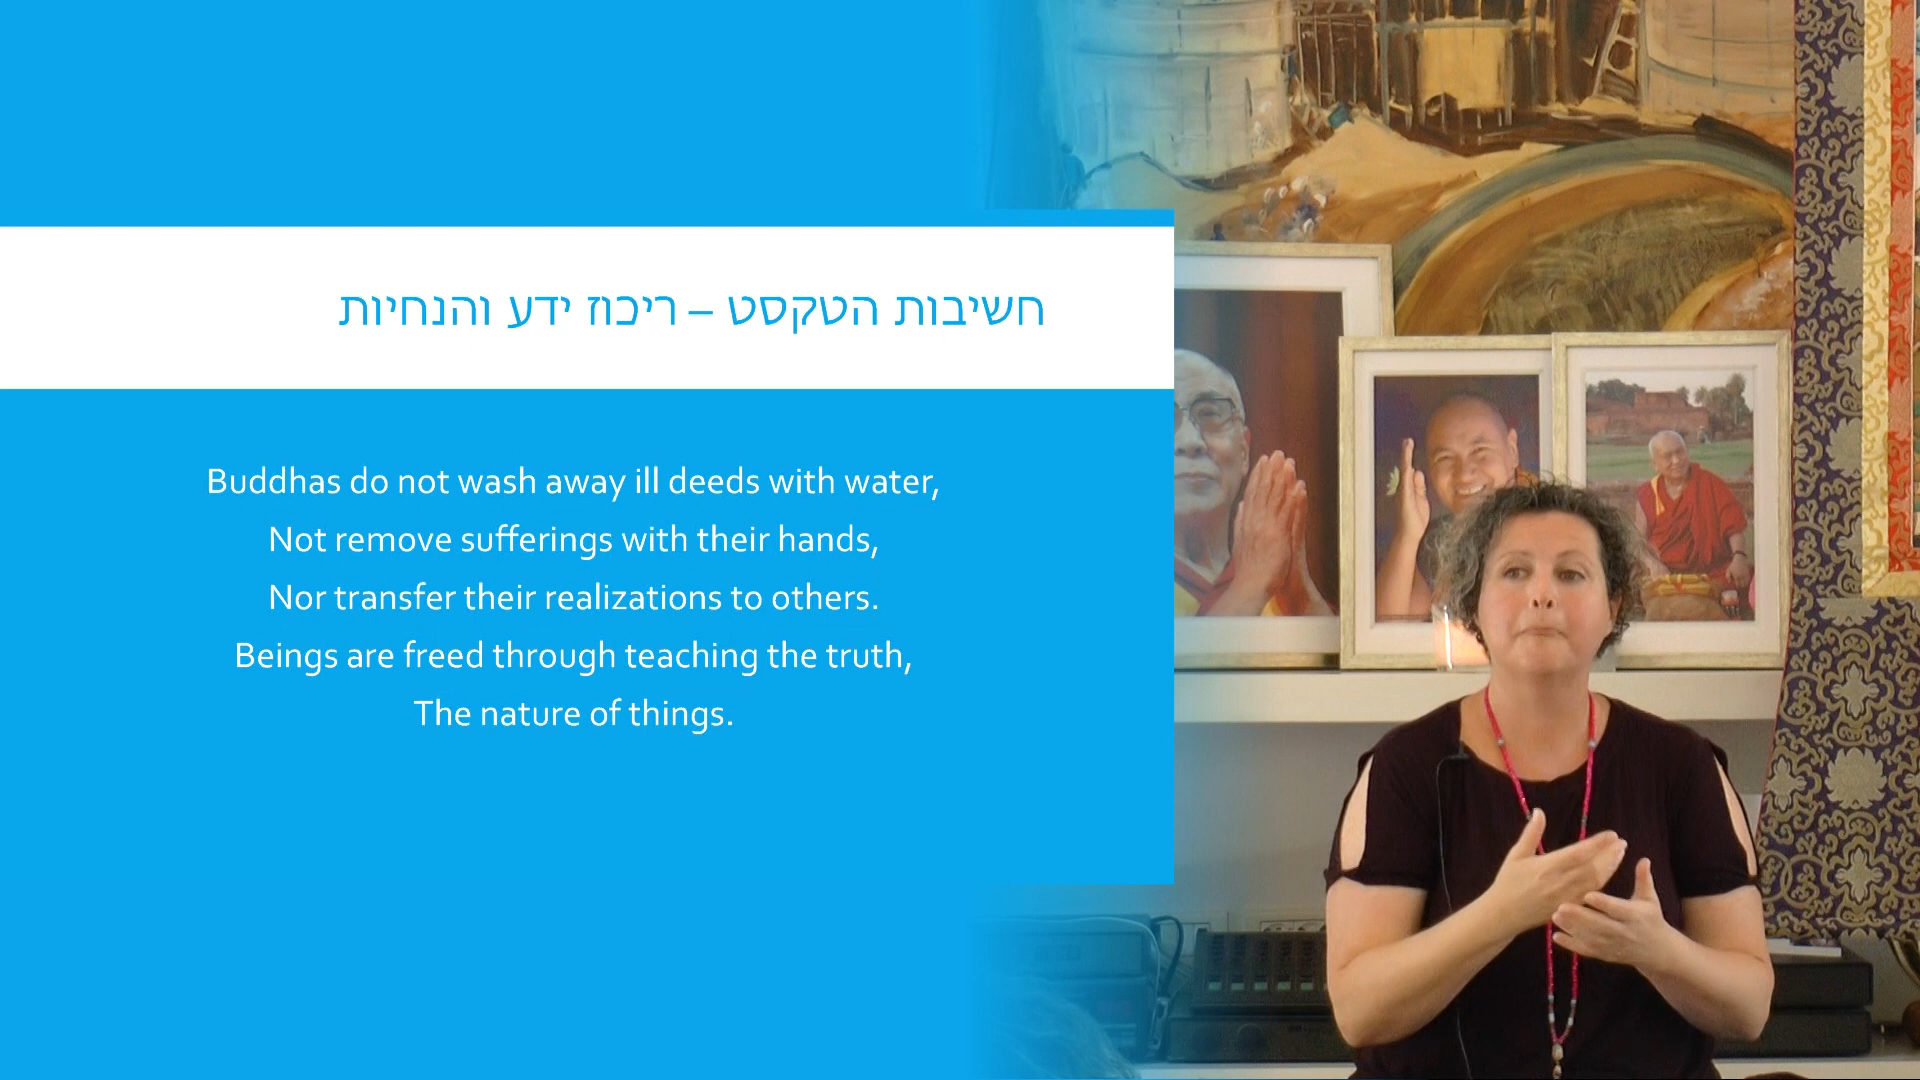 חשיבות הטקסט – ריכוז ידע והנחיות
Buddhas do not wash away ill deeds with water,
Not remove sufferings with their hands,
Nor transfer their realizations to others.
Beings are freed through teaching the truth,
The nature of things.